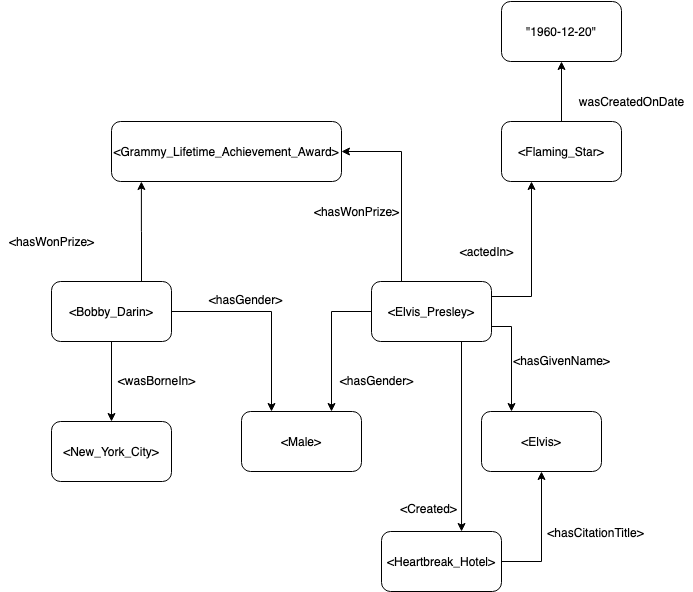 "1960-12-20"
wasCreatedOnDate
<Grammy_Lifetime_Achievement_Award>
<Flaming_Star>
<hasWonPrize>
<hasWonPrize>
<actedIn>
<hasGender>
<Bobby_Darin>
<Elvis_Presley>
<hasGivenName>
<wasBorneIn>
<hasGender>
<New_York_City>
<Male>
<Elvis>
<Created>
<hasCitationTitle>
<Heartbreak_Hotel>